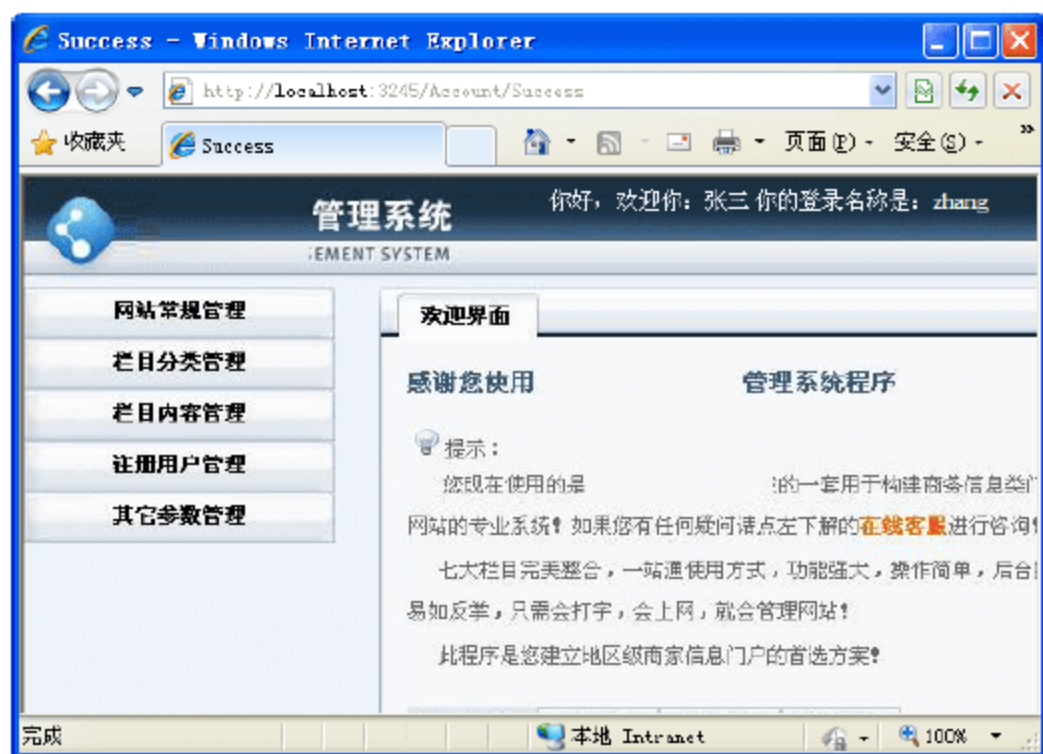 Success - Windows Internet Explorer
http://localhost:3245/Account/Success
收藏夹 Success 页面(P) 安全(S) »
管理系统 你好，欢迎你：张三 你的登录名称是：zhang
EMENT SYSTEM
网站常规管理
栏目分类管理
栏目内容管理
注册用户管理
其它参数管理
欢迎界面
感谢您使用 管理系统程序
提示：
您现在使用的是 的一套用于构建商务信息类门
网站的专业系统！如果您有任何疑问请点左下解的在线客服进行咨询！
七大栏目完美整合，一站通使用方式，功能强大，操作简单，后台
易如反掌，只需会打字，会上网，就会管理网站！
此程序是您建立地区级商家信息门户的首选方案！
完成 本地 Intranet 100%